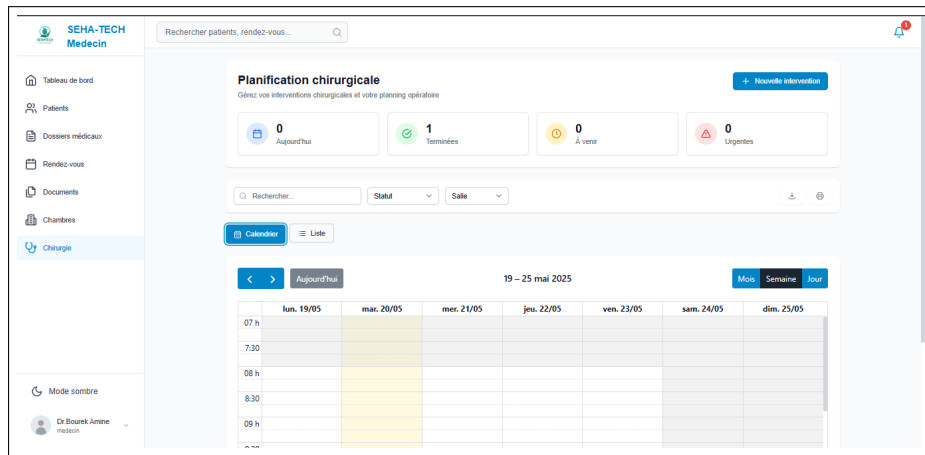 SEHA-TECH
Medecin
Rechercher patients, rendez-vous...
1
Tableau de bord
Patients
Dossiers médicaux
Rendez-vous
Documents
Chambres
Chirurgie
Mode sombre
Dr.Bourek Amine
medecin
Planification chirurgicale
Gérez vos interventions chirurgicales et votre planning opératoire
+ Nouvelle intervention
0
Aujourd'hui
1
Terminées
0
À venir
0
Urgentes
Rechercher...
Statut
Salle
Calendrier
Liste
Aujourd'hui
19 – 25 mai 2025
Mois Semaine Jour
lun. 19/05 mar. 20/05 mer. 21/05 jeu. 22/05 ven. 23/05 sam. 24/05 dim. 25/05
07 h
7:30
08 h
8:30
09 h